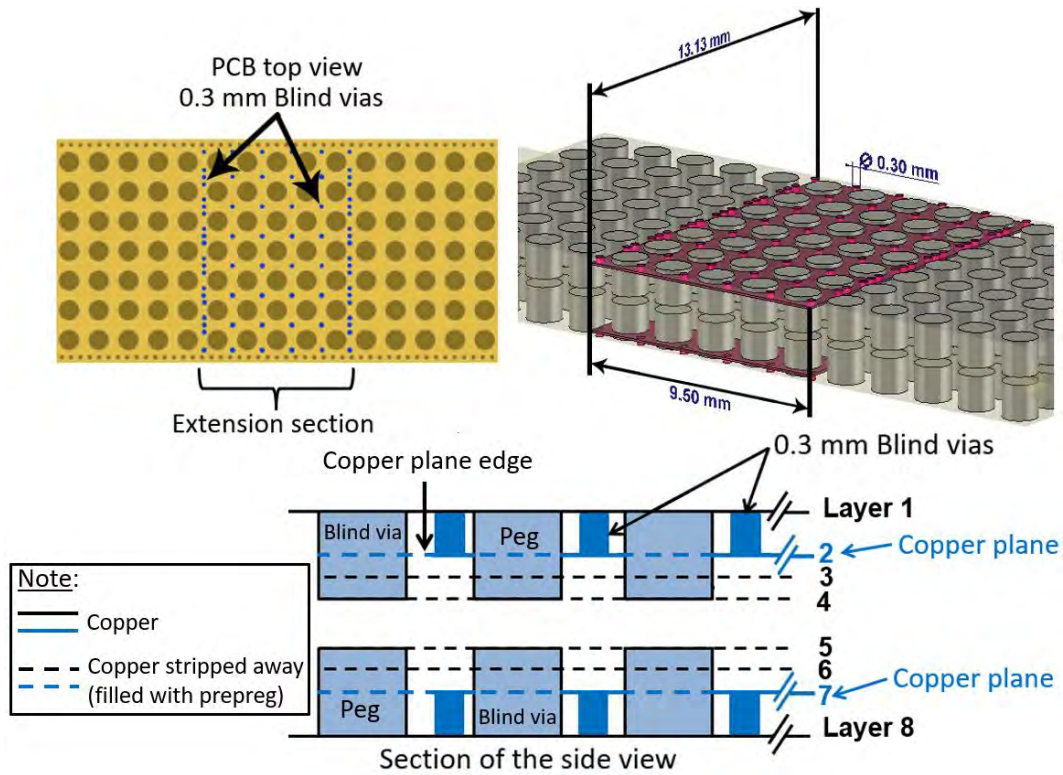 PCB top view
0.3 mm Blind vias
Extension section
13.13 mm
Ø 0.30 mm
9.50 mm
0.3 mm Blind vias
Copper plane edge
Layer 1
Blind via
Peg
2
Copper plane
3
4
Note:
Copper
Copper stripped away
(filled with prepreg)
5
6
7
Copper plane
Peg
Blind via
Layer 8
Section of the side view